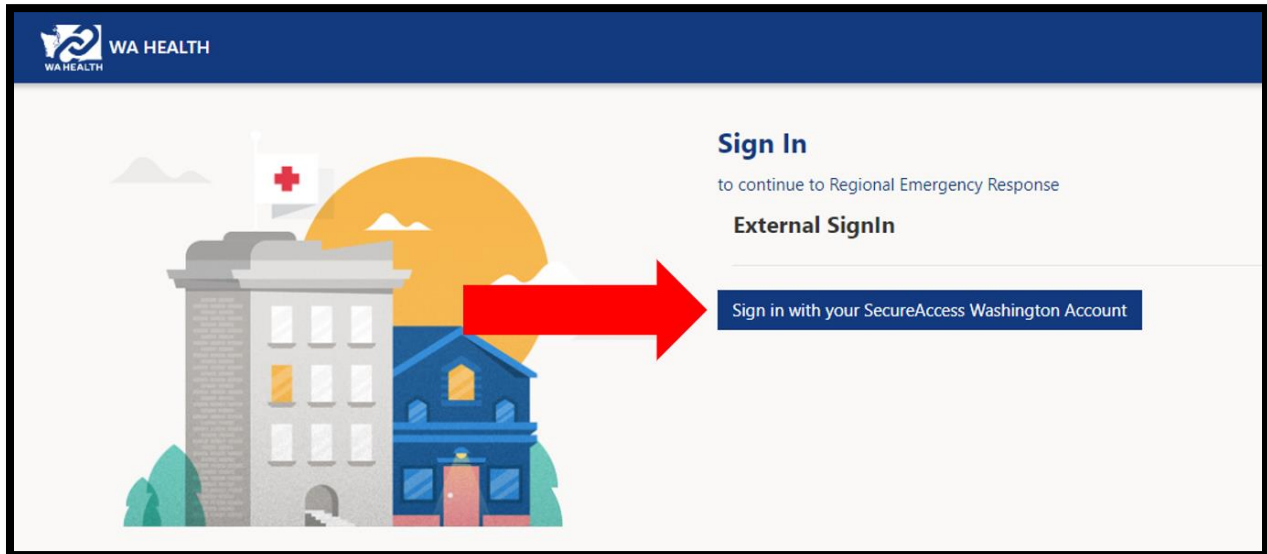 WA HEALTH
WA HEALTH
Sign In
to continue to Regional Emergency Response
External SignIn
Sign in with your SecureAccess Washington Account